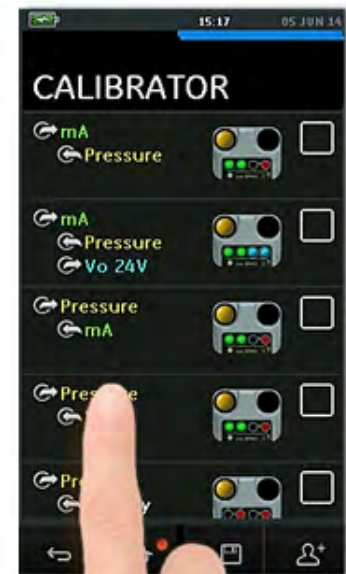 15:17 05 JUN 14
CALIBRATOR
mA
Pressure
mA
Pressure
Vo 24V
Pressure
mA